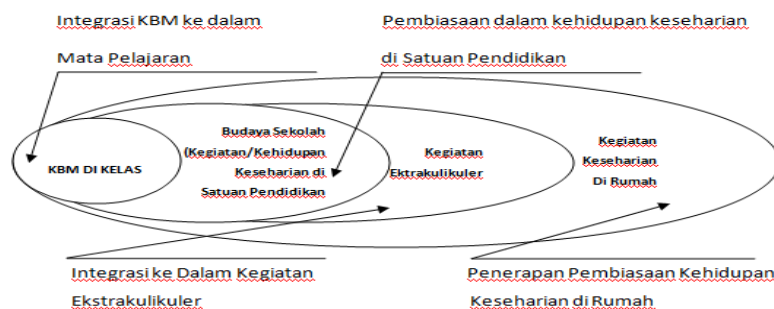 Integrasi KBM ke dalam
Mata Pelajaran
Pembiasaan dalam kehidupan keseharian
di Satuan Pendidikan
KBM DI KELAS
Budaya Sekolah
(Kegiatan/Kehidupan
Keseharian di
Satuan Pendidikan
Kegiatan
Ektrakulikuler
Kegiatan
Keseharian
Di Rumah
Integrasi ke Dalam Kegiatan
Ekstrakulikuler
Penerapan Pembiasaan Kehidupan
Keseharian di Rumah